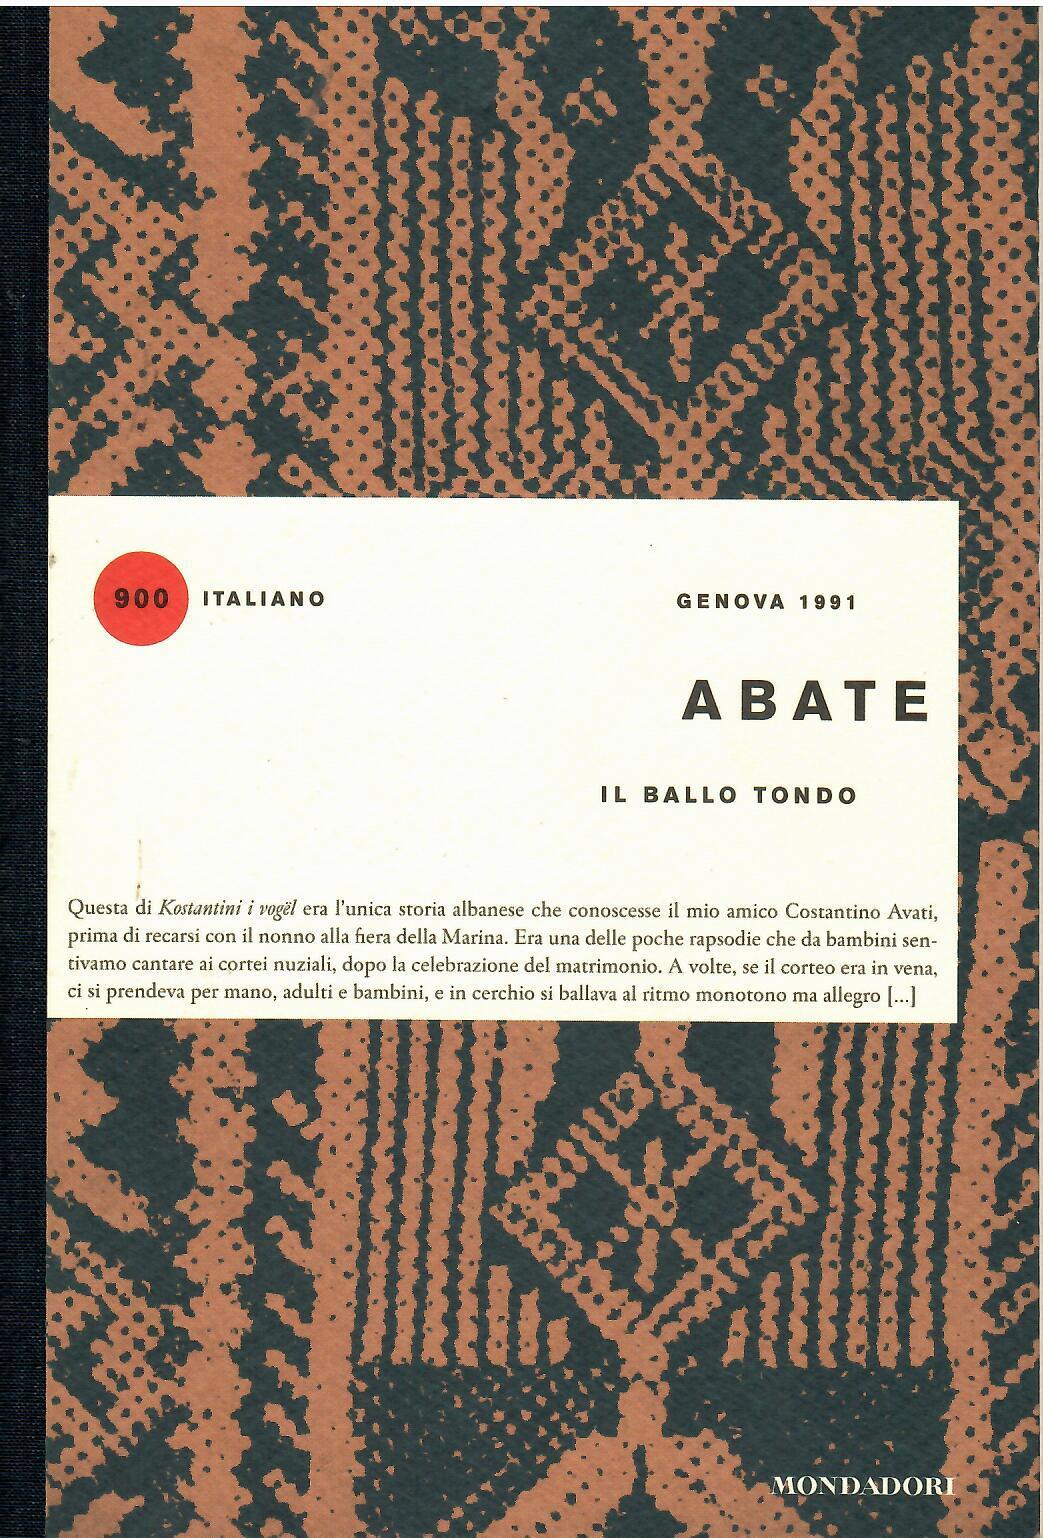 900 ITALIANO
GENOVA 1991
ABATE
IL BALLO TONDO
Questa di Kostantini i vogël era l'unica storia albanese che conoscesse il mio amico Costantino Avati,
prima di recarsi con il nonno alla fiera della Marina. Era una delle poche rapsodie che da bambini sen-
tivamo cantare ai cortei nuziali, dopo la celebrazione del matrimonio. A volte, se il corteo era in vena,
ci si prendeva per mano, adulti e bambini, e in cerchio si ballava al ritmo monotono ma allegro [...]
MONDADORI